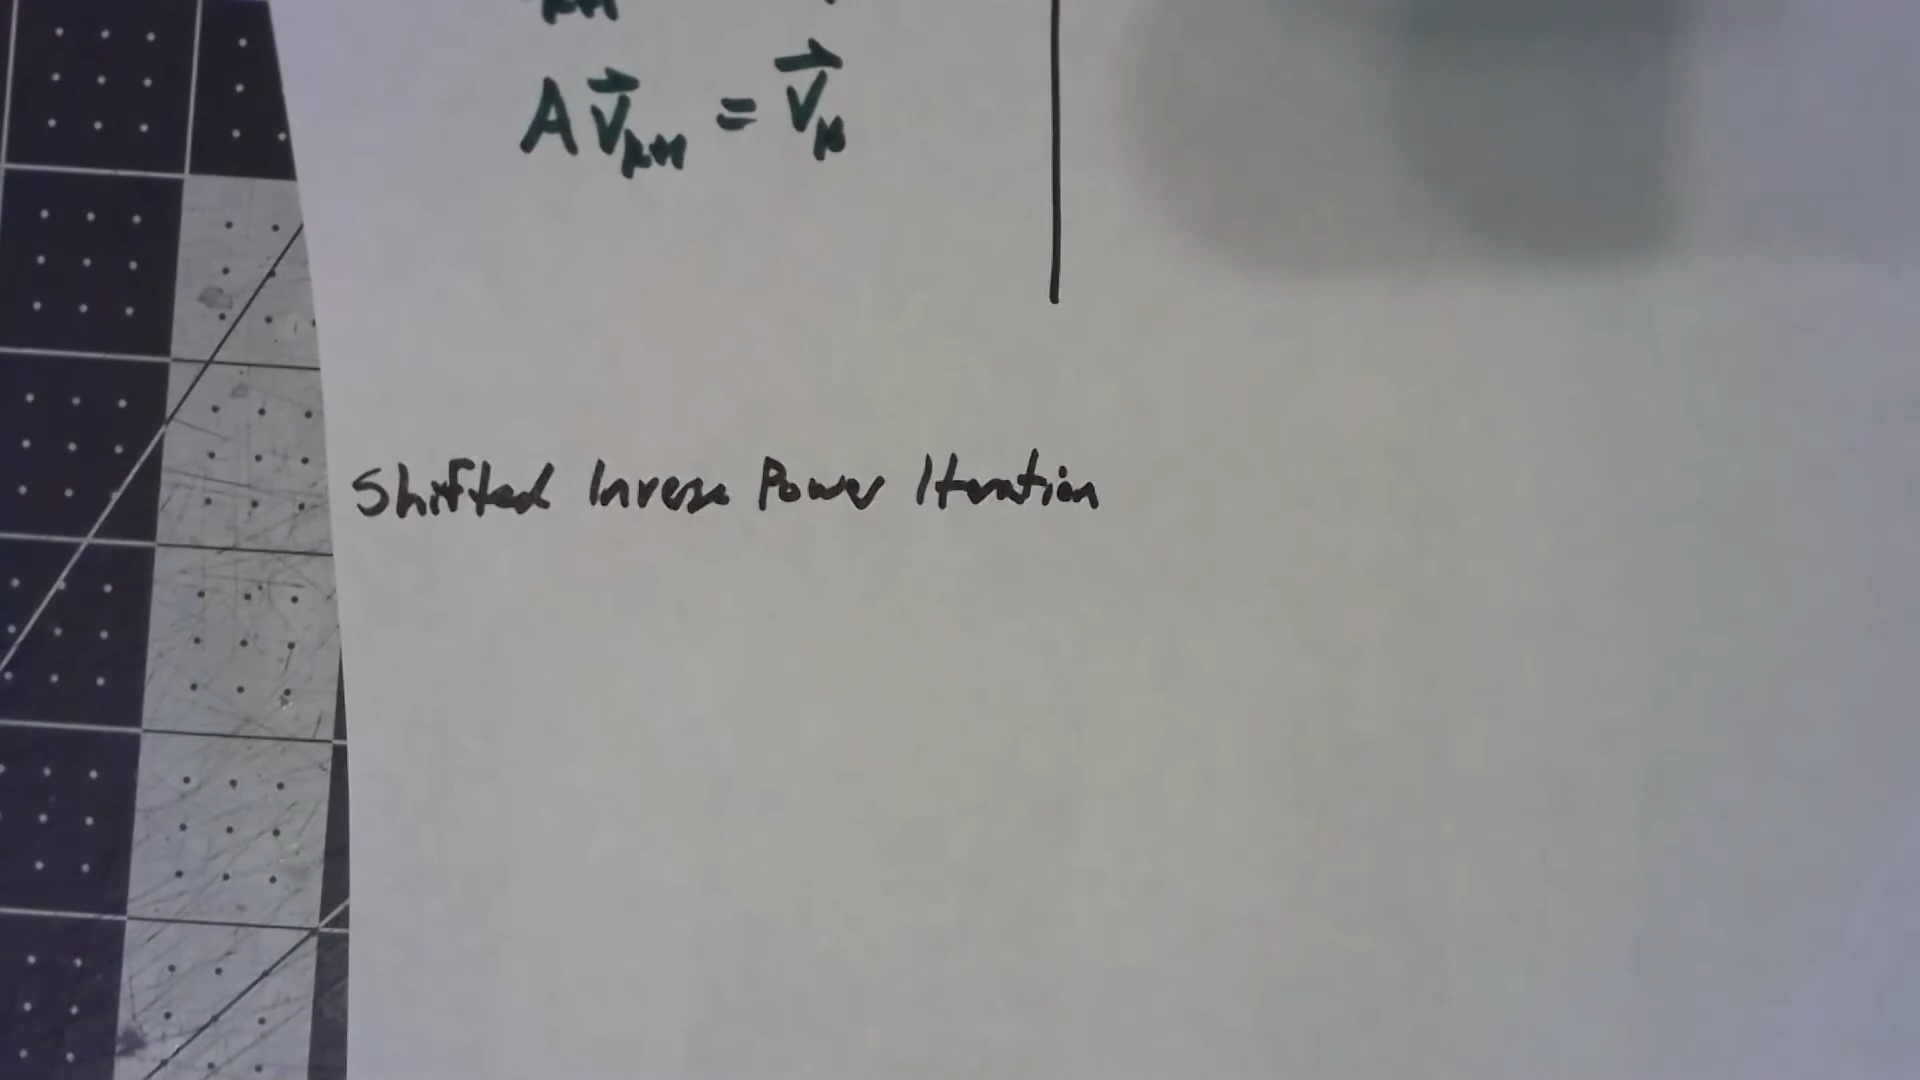 A v⃗ₖ₊₁ = v⃗ₖ
Shifted Inverse Power Iteration